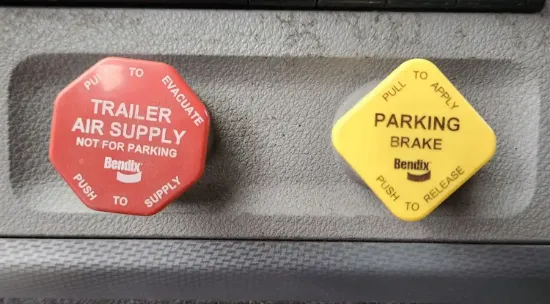 PULL TO EVACUATE
TRAILER
AIR SUPPLY
NOT FOR PARKING
Bendix
PUSH TO SUPPLY
PULL TO APPLY
PARKING
BRAKE
Bendix
PUSH TO RELEASE